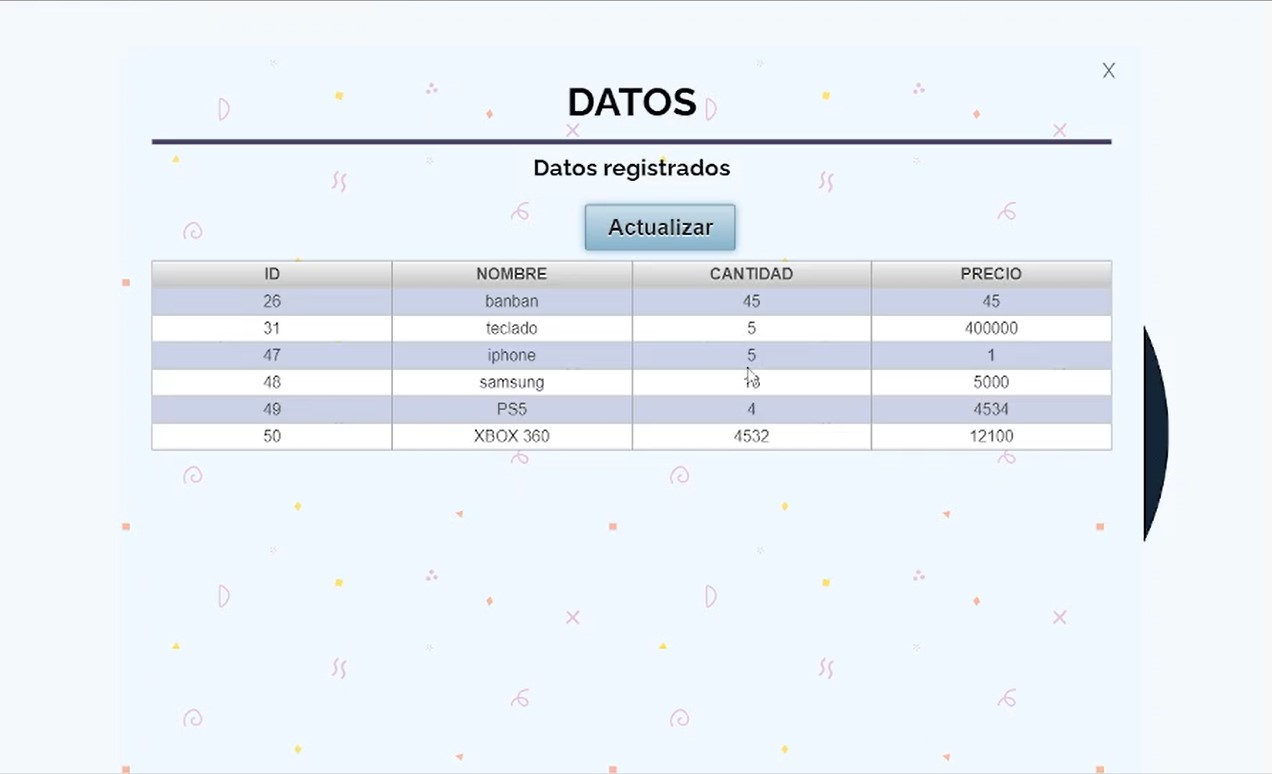 X
DATOS
Datos registrados
Actualizar
ID NOMBRE CANTIDAD PRECIO
26 banban 45 45
31 teclado 5 400000
47 iphone 5 1
48 samsung 5000
49 PS5 4 4534
50 XBOX 360 4532 12100